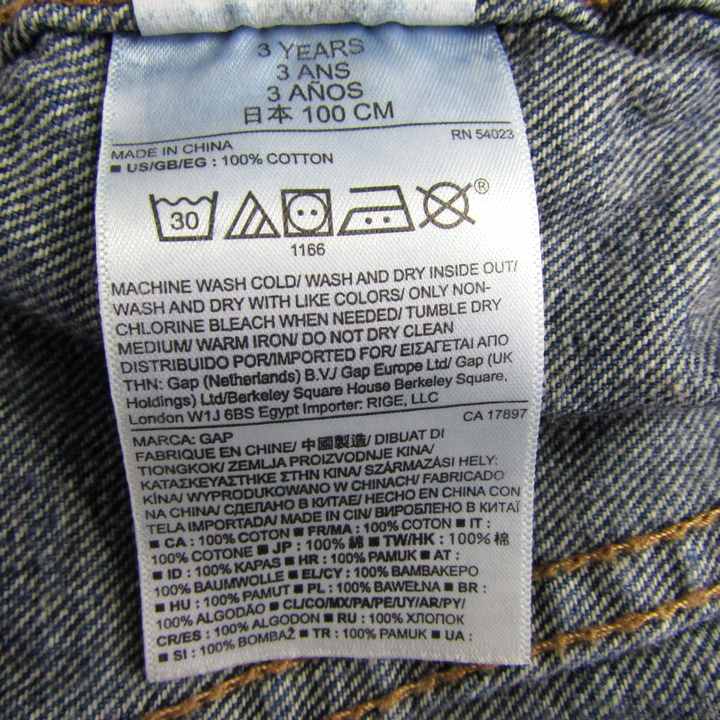 3 YEARS
3 ANS
3 AÑOS
日本 100 CM
RN 54023
MADE IN CHINA
■ US/GB/EG : 100% COTTON
30
®
1166
MACHINE WASH COLD/ WASH AND DRY INSIDE OUT/
WASH AND DRY WITH LIKE COLORS/ ONLY NON-
CHLORINE BLEACH WHEN NEEDED/ TUMBLE DRY
MEDIUM/ WARM IRON/ DO NOT DRY CLEAN
DISTRIBUIDO POR/IMPORTED FOR/ ΕΙΣΑΓΕΤΑΙ ΑΠΟ
ΤΗΝ: Gap (Netherlands) B.V./ Gap Europe Ltd/ Gap (UK
Holdings) Ltd/Berkeley Square House Berkeley Square,
London W1J 6BS Egypt Importer: RIGE, LLC
CA 17897
MARCA: GAP
FABRIQUE EN CHINE/ 中國製造/ DIBUAT DI
TIONGKOK/ ZEMLJA PROIZVODNJE KINA/
ΚΑΤΑΣΚΕΥΑΣΤΗΚΕ ΣΤΗΝ ΚΙΝΑ/ SZÁRMAZÁSI HELY:
KÍNA/ WYPRODUKOWANO W CHINACH/ FABRICADO
NA CHINA/ СДЕЛАНО В КИТАЕ/ HECHO EN CHINA CON
TELA IMPORTADA/ MADE IN CIN/ ВИРОБЛЕНО В КИТАЇ
■ CA : 100% COTON ■ FR/MA : 100% COTON ■ IT :
100% COTONE ■ JP : 100% 綿 ■ TW/HK : 100% 棉
■ ID : 100% KAPAS ■ HR : 100% PAMUK ■ AT :
100% BAUMWOLLE ■ EL/CY : 100% ΒΑΜΒΑΚΕΡΟ
■ HU : 100% PAMUT ■ PL : 100% BAWEŁNA ■ BR :
100% ALGODÃO ■ CL/CO/MX/PA/PE/UY/AR/PY/
CR/ES : 100% ALGODON ■ RU : 100% ХЛОПОК
■ SI : 100% BOMBAŽ ■ TR : 100% PAMUK ■ UA :